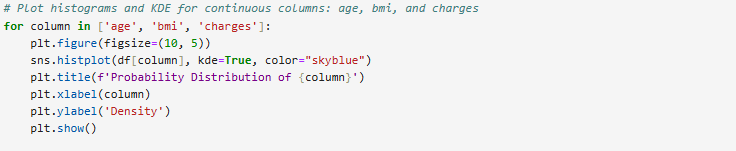 # Plot histograms and KDE for continuous columns: age, bmi, and charges
for column in ['age', 'bmi', 'charges']:
    plt.figure(figsize=(10, 5))
    sns.histplot(df[column], kde=True, color="skyblue")
    plt.title(f'Probability Distribution of {column}')
    plt.xlabel(column)
    plt.ylabel('Density')
    plt.show()